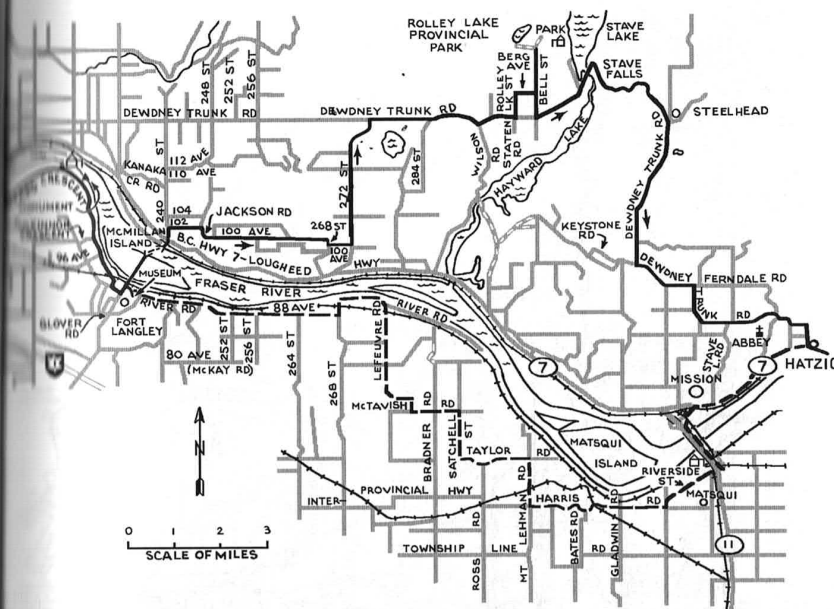 ROLLEY LAKE
PROVINCIAL
PARK
PARK
STAVE
LAKE
BERG
AVE
ROLLEY
LK ST
BELL ST
STAVE
FALLS
248 ST
252 ST
256 ST
DEWDNEY TRUNK RD
DEWDNEY TRUNK RD
STEELHEAD
STATEN
RD
WILSON
RD
HAYWARD
LAKE
DEWDNEY TRUNK RD
ST
240
KANAKA
CR RD
112 AVE
110 AVE
272 ST
284 ST
104
102
JACKSON RD
100 AVE
268 ST
100
AVE
KEYSTONE
RD
CRESCENT
96 AVE
McMILLAN
ISLAND
B.C. HWY 7-LOUGHEED HWY
DEWDNEY
TRUNK
RD
FERNDALE RD
MUSEUM
FRASER RIVER
RIVER RD
RIVER RD
88 AVE
GLOVER
RD
FORT
LANGLEY
80 AVE
(McKAY RD)
252 ST
256 ST
264 ST
268 ST
LEFEUVRE RD
STAVE
RD
ABBEY
7
7
HATZIC
MISSION
McTAVISH
RD
RD
BRADNER
SATCHELL
ST
N
MATSQUI
ISLAND
TAYLOR RD
RIVERSIDE
ST
MATSQUI
INTER-
PROVINCIAL HWY
HARRIS RD
RD
MT LEHMAN RD
BATES RD
GLADWIN RD
ROSS RD
TOWNSHIP LINE RD
11
0 1 2 3
SCALE OF MILES